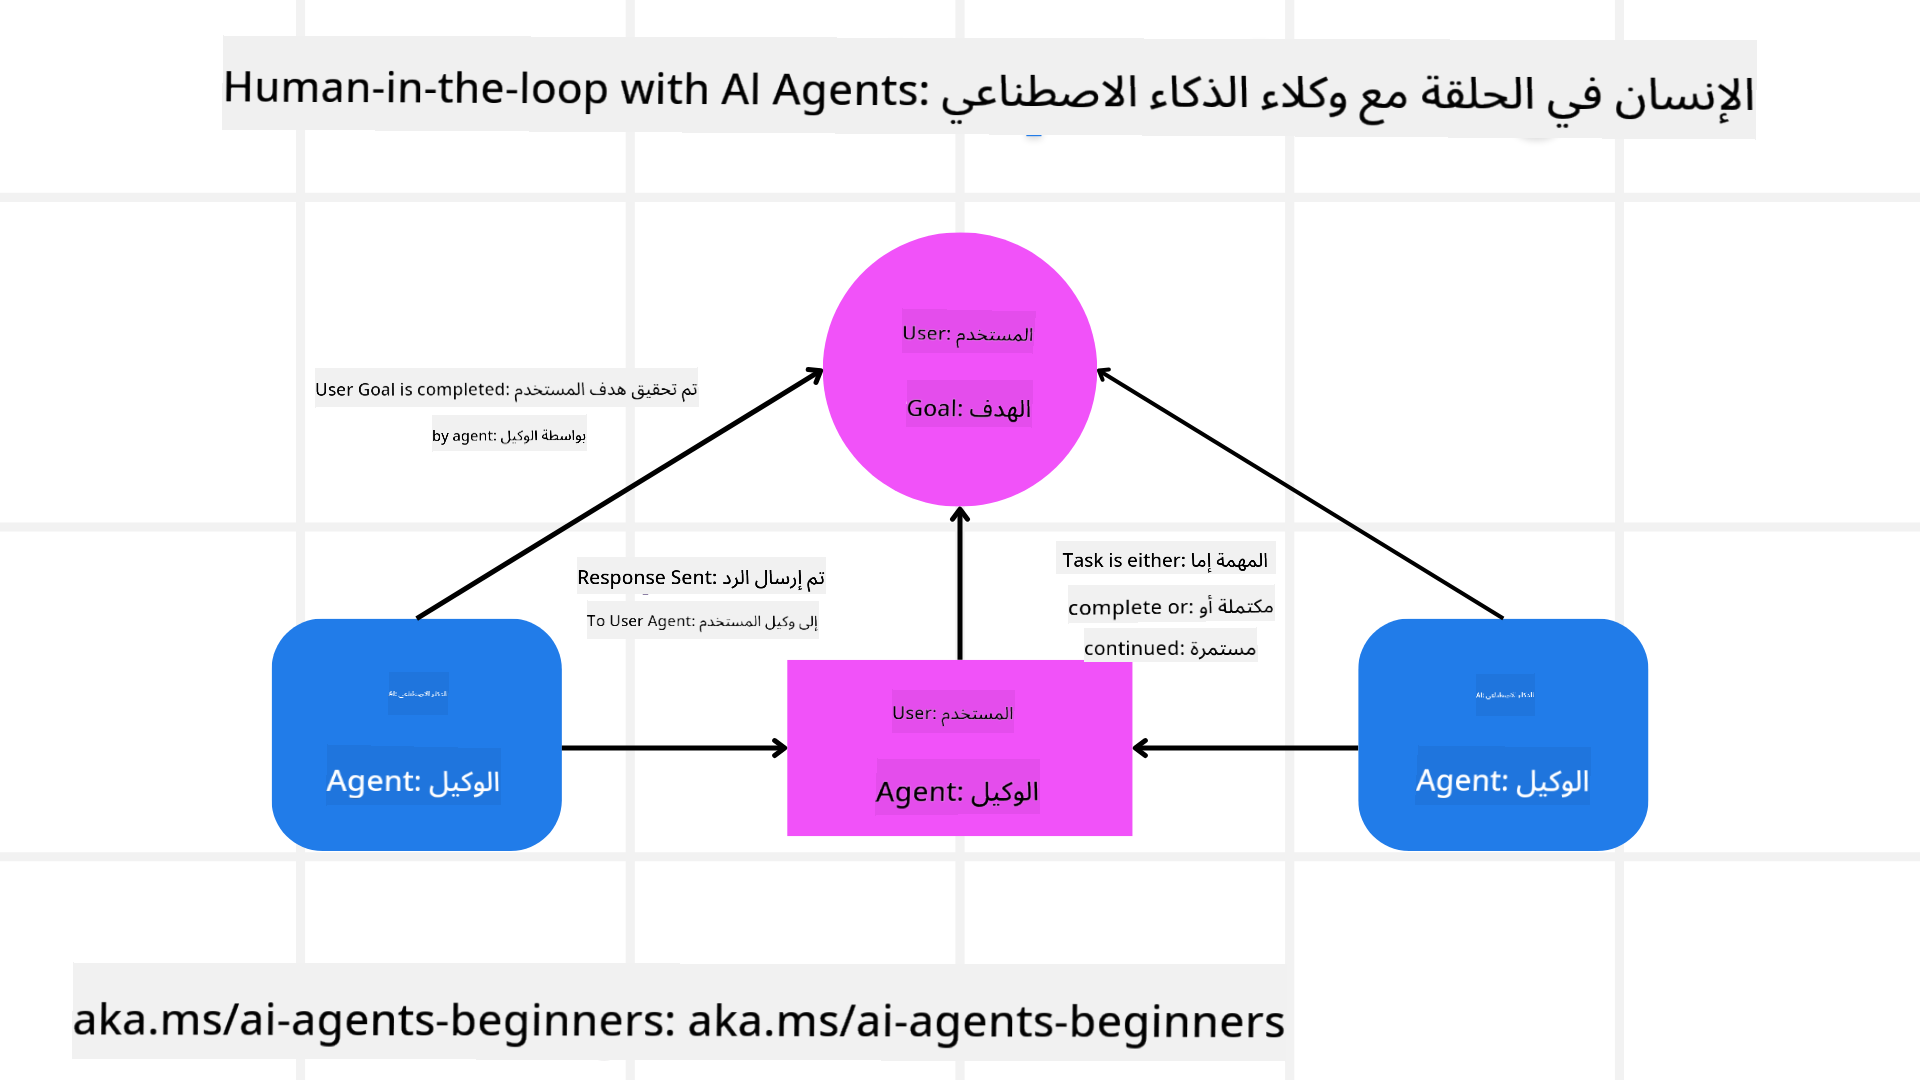 Human-in-the-loop with AI Agents: الإنسان في الحلقة مع وكلاء الذكاء الاصطناعي
User: المستخدم
Goal: الهدف
User Goal is completed: تم تحقيق هدف المستخدم
by agent: بواسطة الوكيل
Response Sent: تم إرسال الرد
To User Agent: إلى وكيل المستخدم
Task is either: المهمة إما
complete or: مكتملة أو
continued: مستمرة
AI: الذكاء الاصطناعي
Agent: الوكيل
User: المستخدم
Agent: الوكيل
AI: الذكاء الاصطناعي
Agent: الوكيل
aka.ms/ai-agents-beginners: aka.ms/ai-agents-beginners